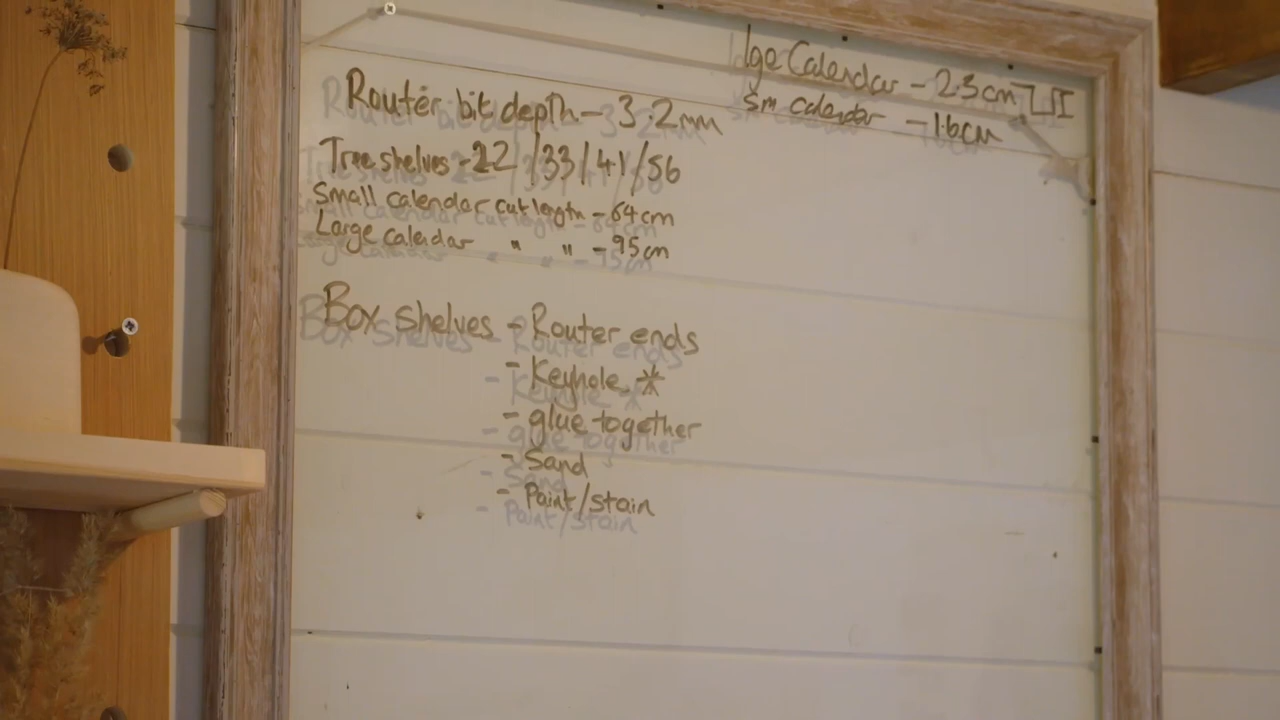 lge Calendar - 2.3cm
Sm calendar - 1.6cm
Router bit depth - 3.2mm
Tree shelves - 22 / 33 / 41 / 56
Small calendar cut length - 64cm
Large calendar " " - 95cm
Box shelves - Router ends
- Keyhole *
- glue together
- Sand
- Paint/stain